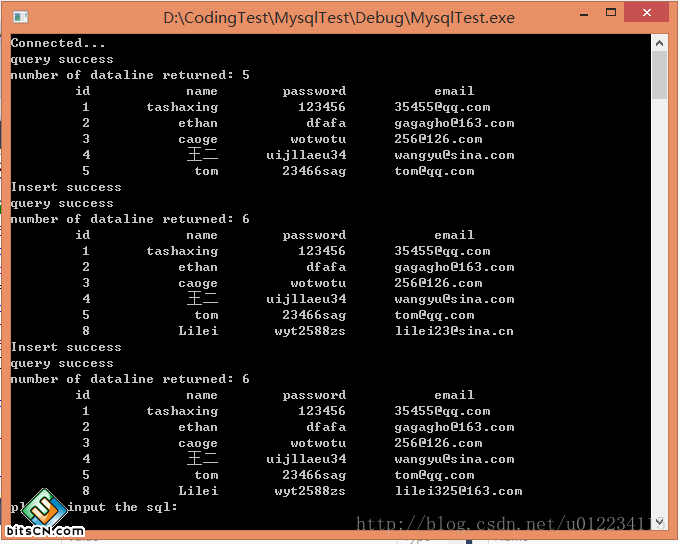 D:\CodingTest\MysqlTest\Debug\MysqlTest.exe
Connected...
query success
number of dataline returned: 5
id name password email
1 tashaxing 123456 35455@qq.com
2 ethan dfafa gagagho@163.com
3 caoge wotwotu 256@126.com
4 王二 uijllaeu34 wangyu@sina.com
5 tom 23466sag tom@qq.com
Insert success
query success
number of dataline returned: 6
id name password email
1 tashaxing 123456 35455@qq.com
2 ethan dfafa gagagho@163.com
3 caoge wotwotu 256@126.com
4 王二 uijllaeu34 wangyu@sina.com
5 tom 23466sag tom@qq.com
8 Lilei wyt2588zs lilei23@sina.cn
Insert success
query success
number of dataline returned: 6
id name password email
1 tashaxing 123456 35455@qq.com
2 ethan dfafa gagagho@163.com
3 caoge wotwotu 256@126.com
4 王二 uijllaeu34 wangyu@sina.com
5 tom 23466sag tom@qq.com
8 Lilei wyt2588zs lilei325@163.com
input the sql:
bitsCN.com